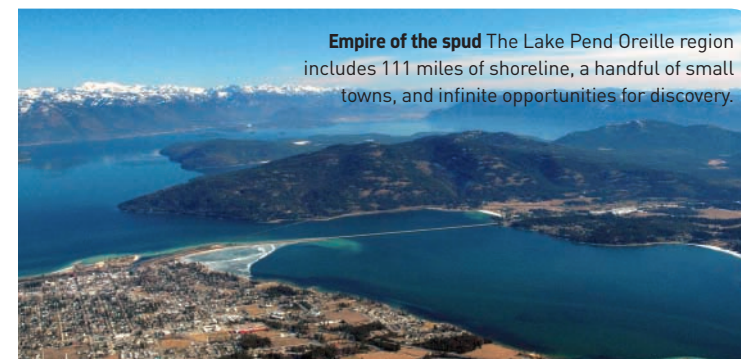 Empire of the spud The Lake Pend Oreille region
includes 111 miles of shoreline, a handful of small
towns, and infinite opportunities for discovery.